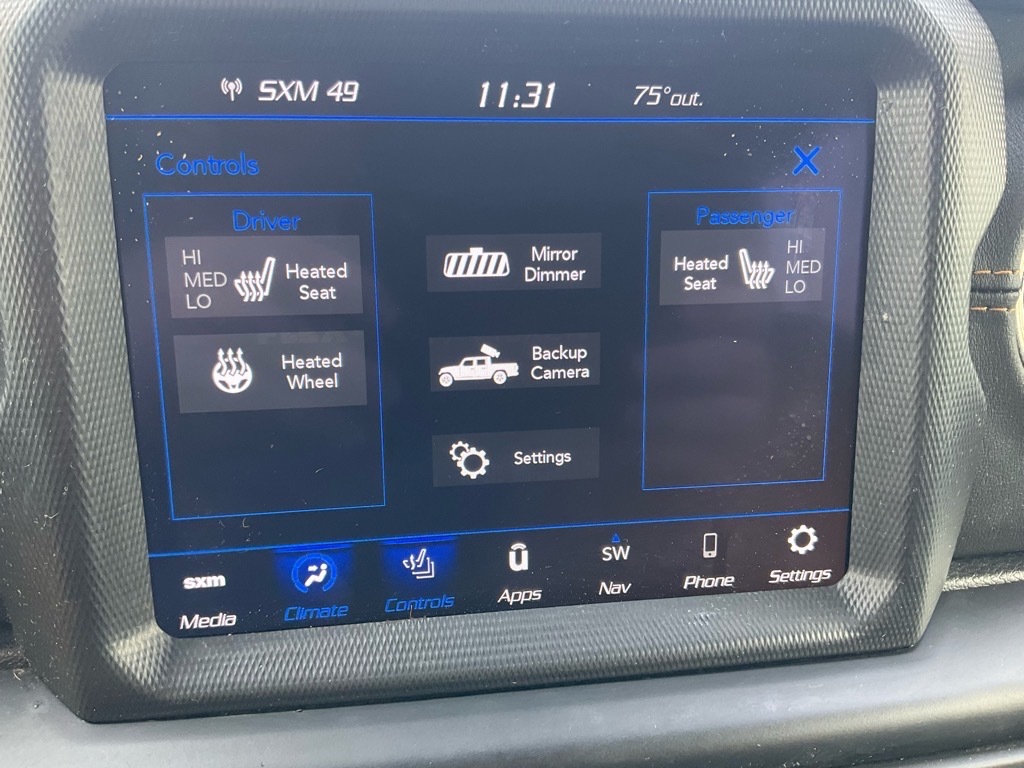 SXM 49
11:31
75°out.
Controls
X
Driver
HI
MED
LO
Heated
Seat
Heated
Wheel
Mirror
Dimmer
Backup
Camera
Settings
Passenger
Heated
Seat
HI
MED
LO
sxm
Media
Climate
Controls
u
Apps
SW
Nav
Phone
Settings